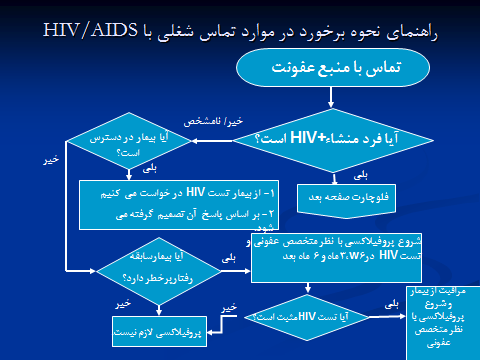 راهنمای نحوه برخورد در موارد تماس شغلی با HIV/AIDS
تماس با منبع عفونت
آیا فرد منشاء HIV+ است؟
خیر/ نامشخص
آیا بیمار در دسترس
است؟
خیر
بلی
بلی
فلوچارت صفحه بعد
۱- از بیمار تست HIV در خواست می کنیم
۲- بر اساس پاسخ آن تصمیم گرفته می
شود.
آیا بیمار سابقه
رفتار پرخطر دارد؟
بلی
شروع پروفیلاکسی با نظر متخصص عفونی و
تست HIV در ۶W، ۳ ماه و ۶ ماه بعد
خیر
آیا تست HIV مثبت است؟
خیر
بلی
پروفیلاکسی لازم نیست
مراقبت از بیمار
و شروع
پروفیلاکسی با
نظر متخصص
عفونی